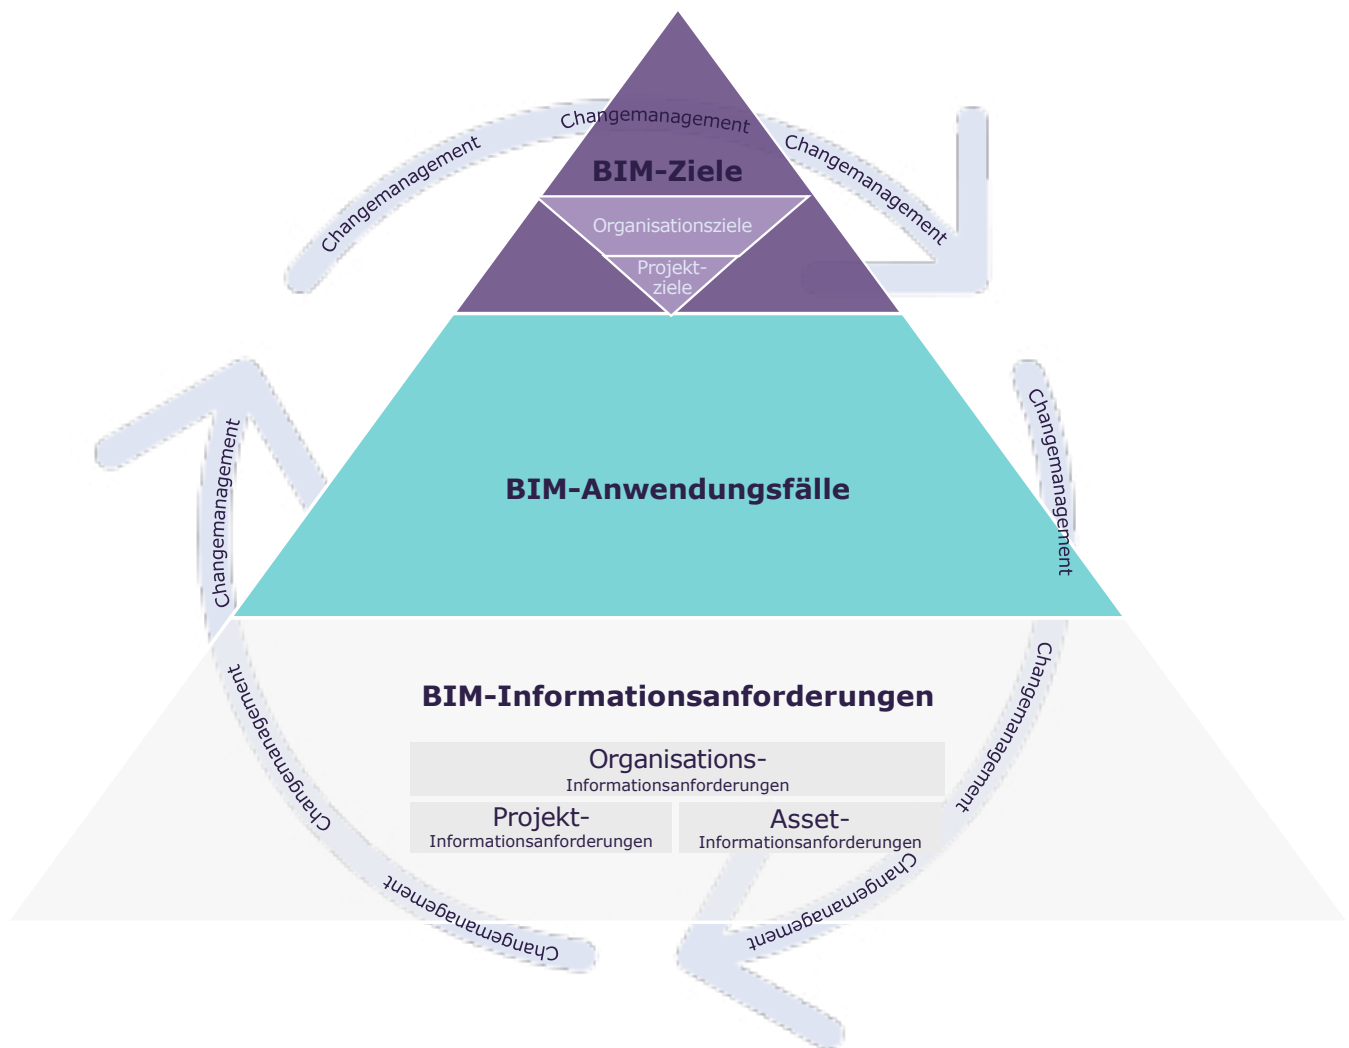 Changemanagement
Changemanagement
Changemanagement
BIM-Ziele
Organisationsziele
Projekt-
ziele
Changemanagement
Changemanagement
BIM-Anwendungsfälle
Changemanagement
Changemanagement
BIM-Informationsanforderungen
Organisations-
Informationsanforderungen
Projekt-
Informationsanforderungen
Asset-
Informationsanforderungen
Changemanagement
Changemanagement